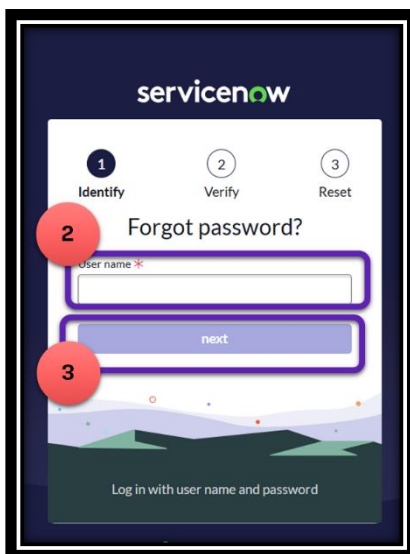 servicenow
1 2 3
Identify Verify Reset
Forgot password?
2
User name *
next
3
Log in with user name and password